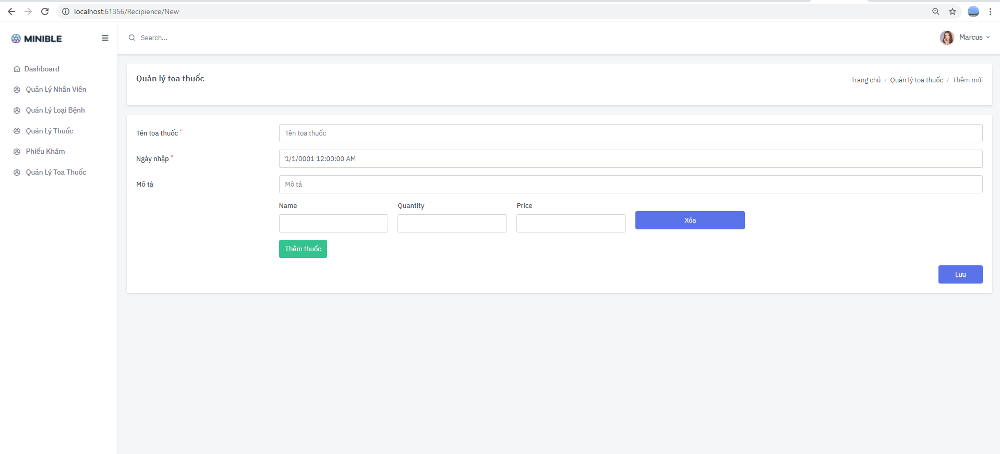 localhost:61356/Recipience/New
MINIBLE
Search...
Marcus
Dashboard
Quản Lý Nhân Viên
Quản Lý Loại Bệnh
Quản Lý Thuốc
Phiếu Khám
Quản Lý Toa Thuốc
Quản lý toa thuốc
Trang chủ / Quản lý toa thuốc / Thêm mới
Tên toa thuốc *
Tên toa thuốc
Ngày nhập *
1/1/0001 12:00:00 AM
Mô tả
Mô tả
Name Quantity Price
Xóa
Thêm thuốc
Lưu